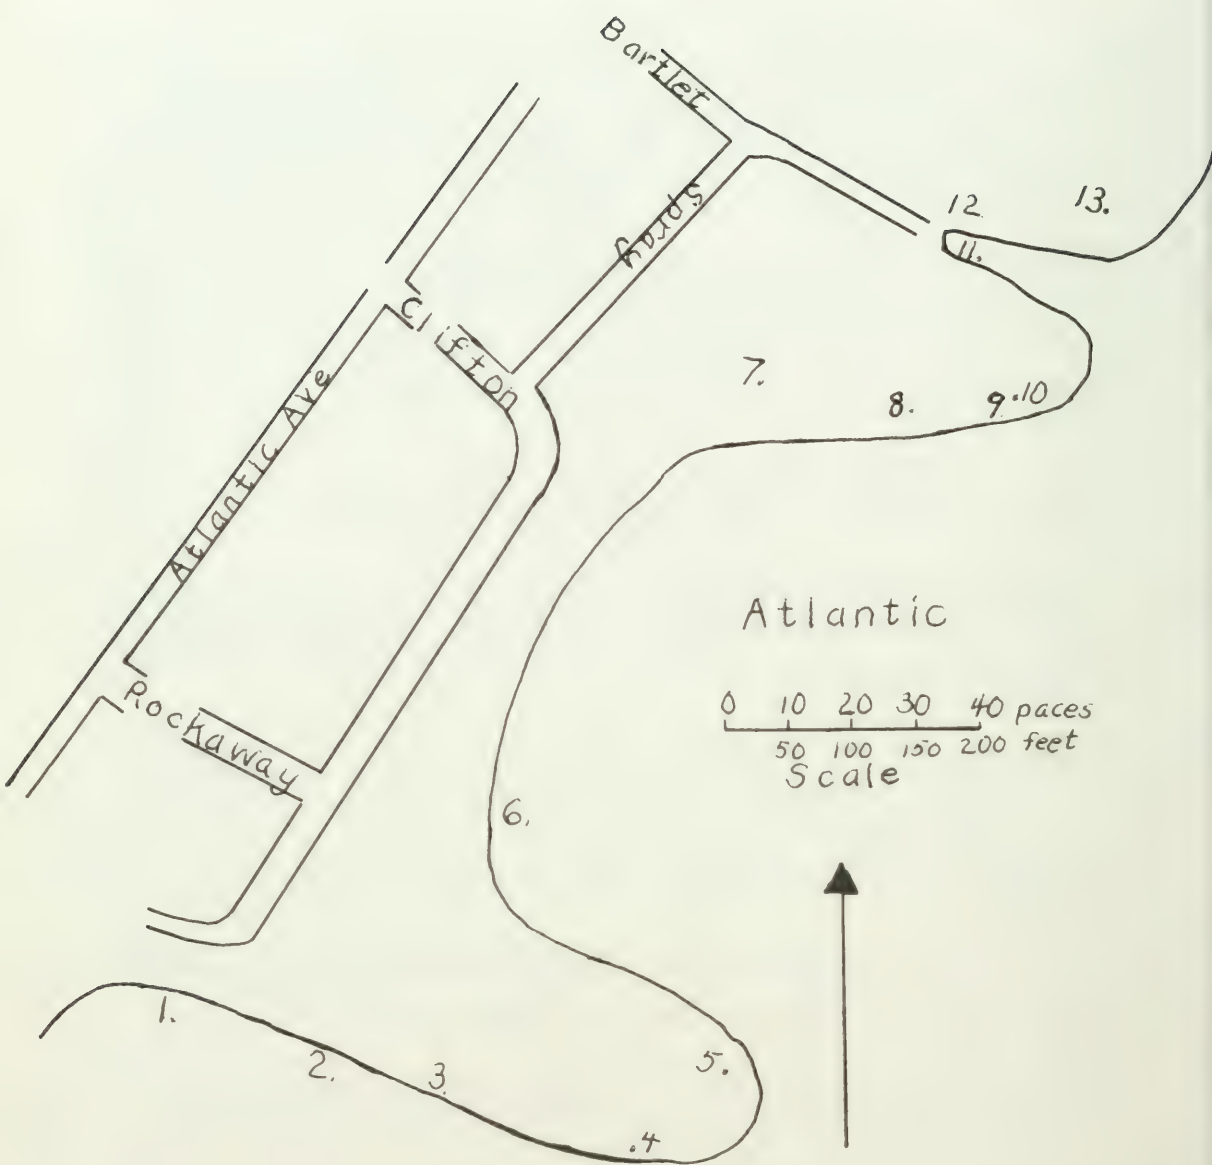 Bartlet
Spray
12.
13.
11.
Clifton
7.
8.
9.
.10
Atlantic Ave
Atlantic
0 10 20 30 40 paces
50 100 150 200 feet
Scale
Rockaway
6.
1.
2.
3.
5.
.4